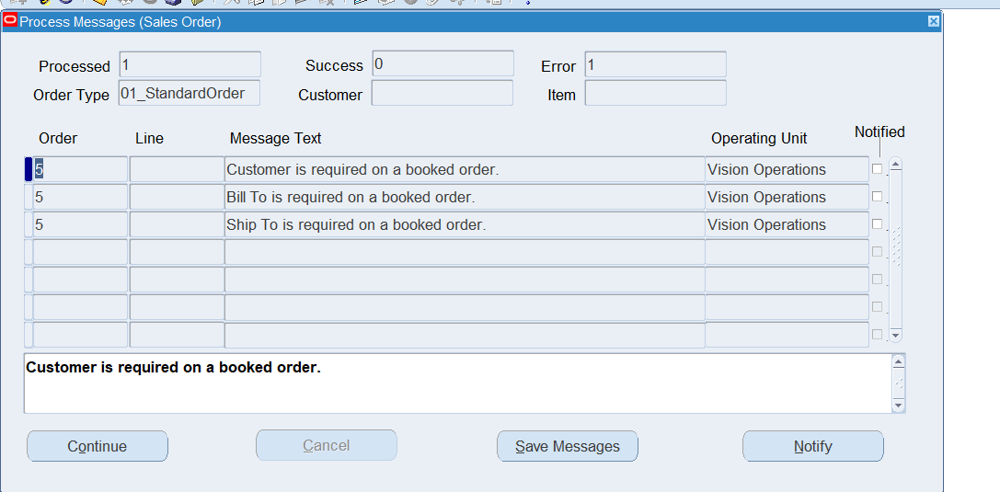 Process Messages (Sales Order)
Processed 1 Success 0 Error 1
Order Type 01_StandardOrder Customer Item
Order Line Message Text Operating Unit Notified
5 Customer is required on a booked order. Vision Operations
5 Bill To is required on a booked order. Vision Operations
5 Ship To is required on a booked order. Vision Operations
Customer is required on a booked order.
Continue Cancel Save Messages Notify